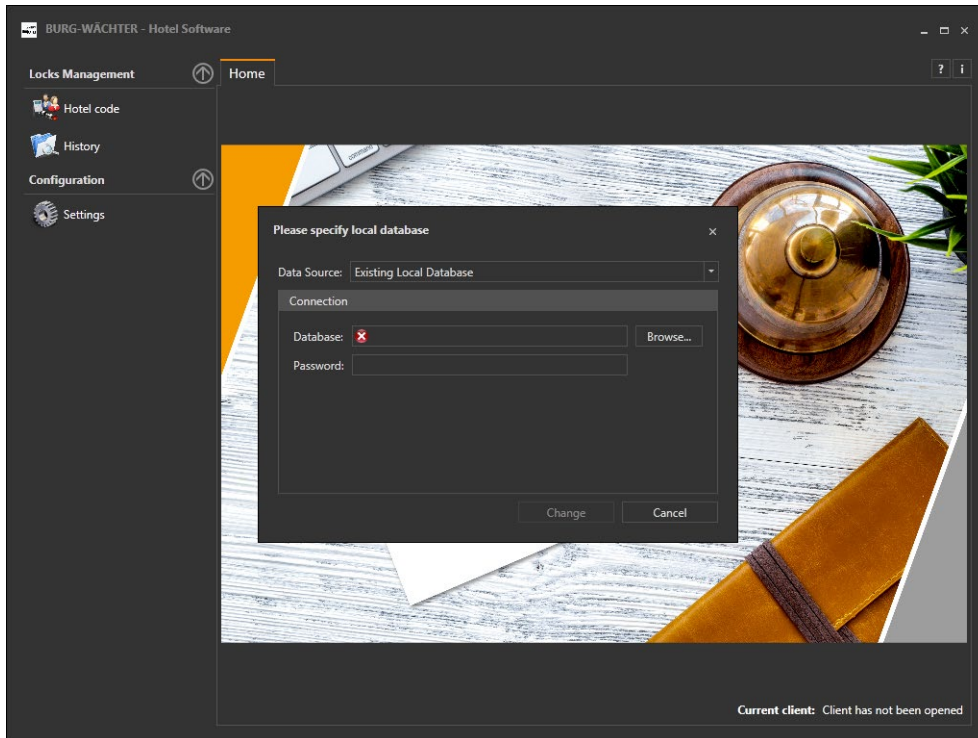 BURG-WÄCHTER - Hotel Software
Locks Management
Home
? i
Hotel code
History
Configuration
Settings
command
Please specify local database
Data Source: Existing Local Database
Connection
Database: Browse...
Password:
Change Cancel
Current client: Client has not been opened